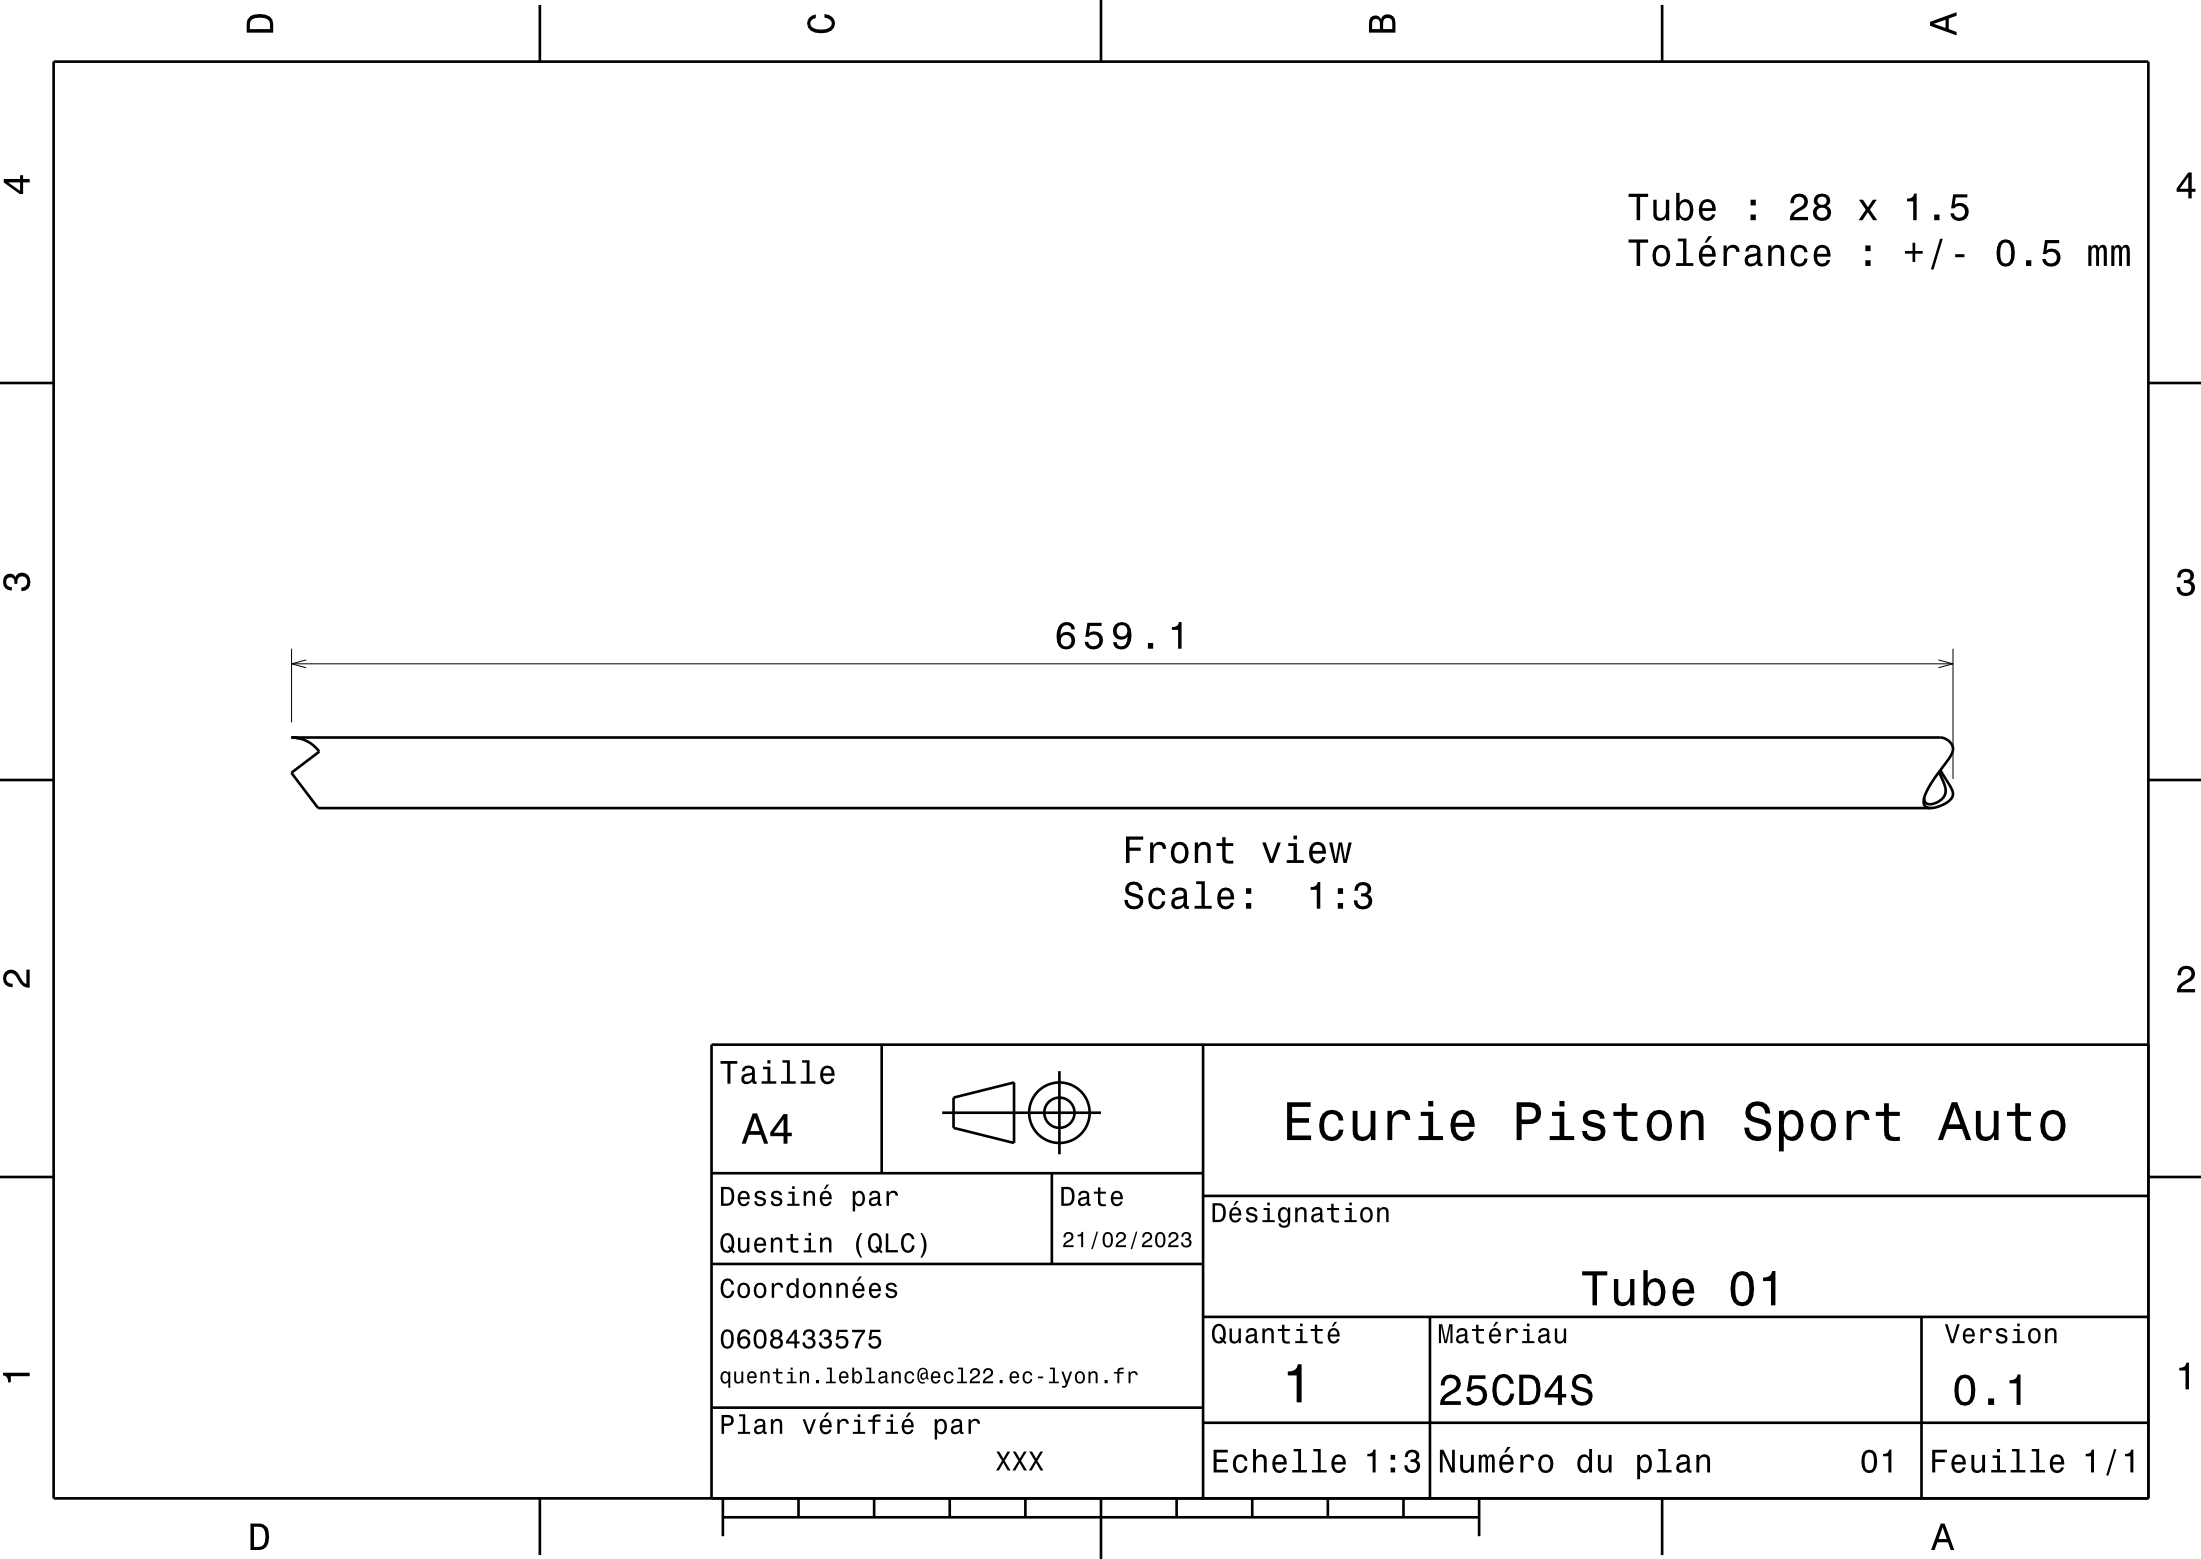 D C B A
4 4
Tube : 28 x 1.5
Tolérance : +/- 0.5 mm
3 3
659.1
Front view
Scale: 1:3
2 2
Taille
A4
Ecurie Piston Sport Auto
Dessiné par
Quentin (QLC)
Date
21/02/2023
Désignation
Tube 01
Coordonnées
0608433575
quentin.leblanc@ecl22.ec-lyon.fr
Quantité
1
Matériau
25CD4S
Version
0.1
1 1
Plan vérifié par
XXX
Echelle 1:3
Numéro du plan 01
Feuille 1/1
D A